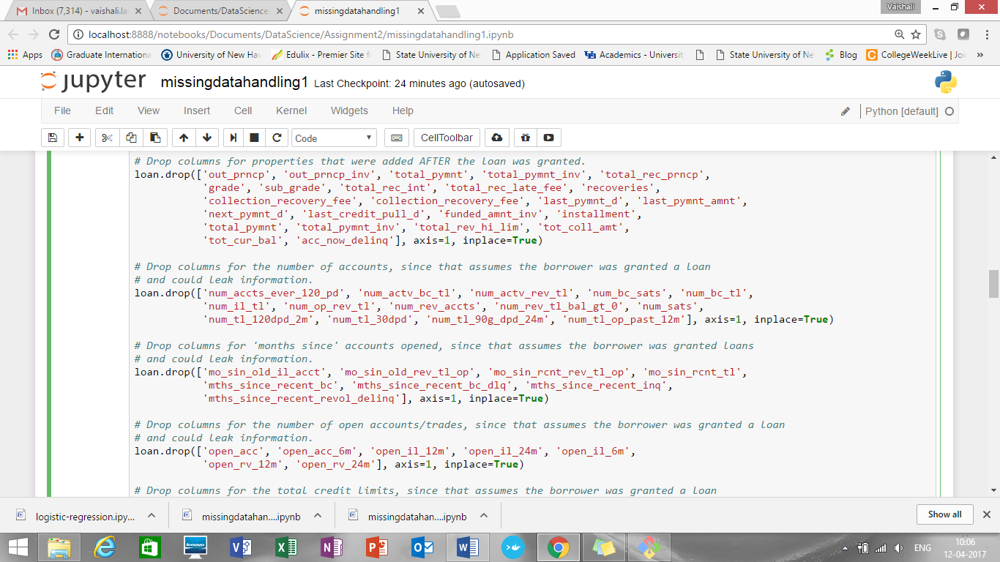 Inbox (7,314) - vaishali.la
Documents/DataScience/
missingdatahandling1
Vaishali
localhost:8888/notebooks/Documents/DataScience/Assignment2/missingdatahandling1.ipynb
Apps
Graduate Internationa
University of New Hav
Edulix - Premier Site f
State University of Ne
Application Saved
Academics - Universit
State University of Ne
Blog
CollegeWeekLive | Joi
»
jupyter missingdatahandling1 Last Checkpoint: 24 minutes ago (autosaved)
File Edit View Insert Cell Kernel Widgets Help
Python [default]
Code
CellToolbar
# Drop columns for properties that were added AFTER the loan was granted.
loan.drop(['out_prncp', 'out_prncp_inv', 'total_pymnt', 'total_pymnt_inv', 'total_rec_prncp',
'grade', 'sub_grade', 'total_rec_int', 'total_rec_late_fee', 'recoveries',
'collection_recovery_fee', 'collection_recovery_fee', 'last_pymnt_d', 'last_pymnt_amnt',
'next_pymnt_d', 'last_credit_pull_d', 'funded_amnt_inv', 'installment',
'total_pymnt', 'total_pymnt_inv', 'total_rev_hi_lim', 'tot_coll_amt',
'tot_cur_bal', 'acc_now_delinq'], axis=1, inplace=True)
# Drop columns for the number of accounts, since that assumes the borrower was granted a loan
# and could leak information.
loan.drop(['num_accts_ever_120_pd', 'num_actv_bc_tl', 'num_actv_rev_tl', 'num_bc_sats', 'num_bc_tl',
'num_il_tl', 'num_op_rev_tl', 'num_rev_accts', 'num_rev_tl_bal_gt_0', 'num_sats',
'num_tl_120dpd_2m', 'num_tl_30dpd', 'num_tl_90g_dpd_24m', 'num_tl_op_past_12m'], axis=1, inplace=True)
# Drop columns for 'months since' accounts opened, since that assumes the borrower was granted loans
# and could leak information.
loan.drop(['mo_sin_old_il_acct', 'mo_sin_old_rev_tl_op', 'mo_sin_rcnt_rev_tl_op', 'mo_sin_rcnt_tl',
'mths_since_recent_bc', 'mths_since_recent_bc_dlq', 'mths_since_recent_inq',
'mths_since_recent_revol_delinq'], axis=1, inplace=True)
# Drop columns for the number of open accounts/trades, since that assumes the borrower was granted a loan
# and could leak information.
loan.drop(['open_acc', 'open_acc_6m', 'open_il_12m', 'open_il_24m', 'open_il_6m',
'open_rv_12m', 'open_rv_24m'], axis=1, inplace=True)
# Drop columns for the total credit limits, since that assumes the borrower was granted a loan
logistic-regression.ipy...
missingdatahan....ipynb
missingdatahan....ipynb
Show all
lenovo
ENG
10:06
12-04-2017